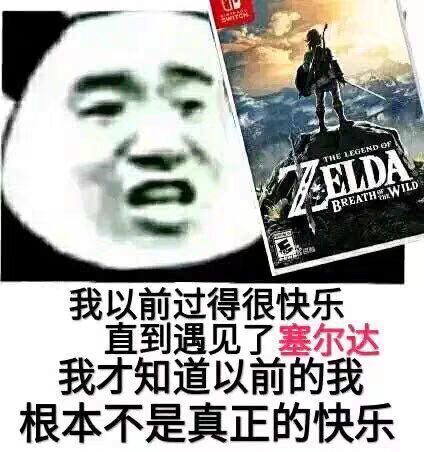 NINTENDO
SWITCH
THE LEGEND OF
ZELDA
BREATH OF THE WILD
E
我以前过得很快乐
直到遇见了塞尔达
我才知道以前的我
根本不是真正的快乐